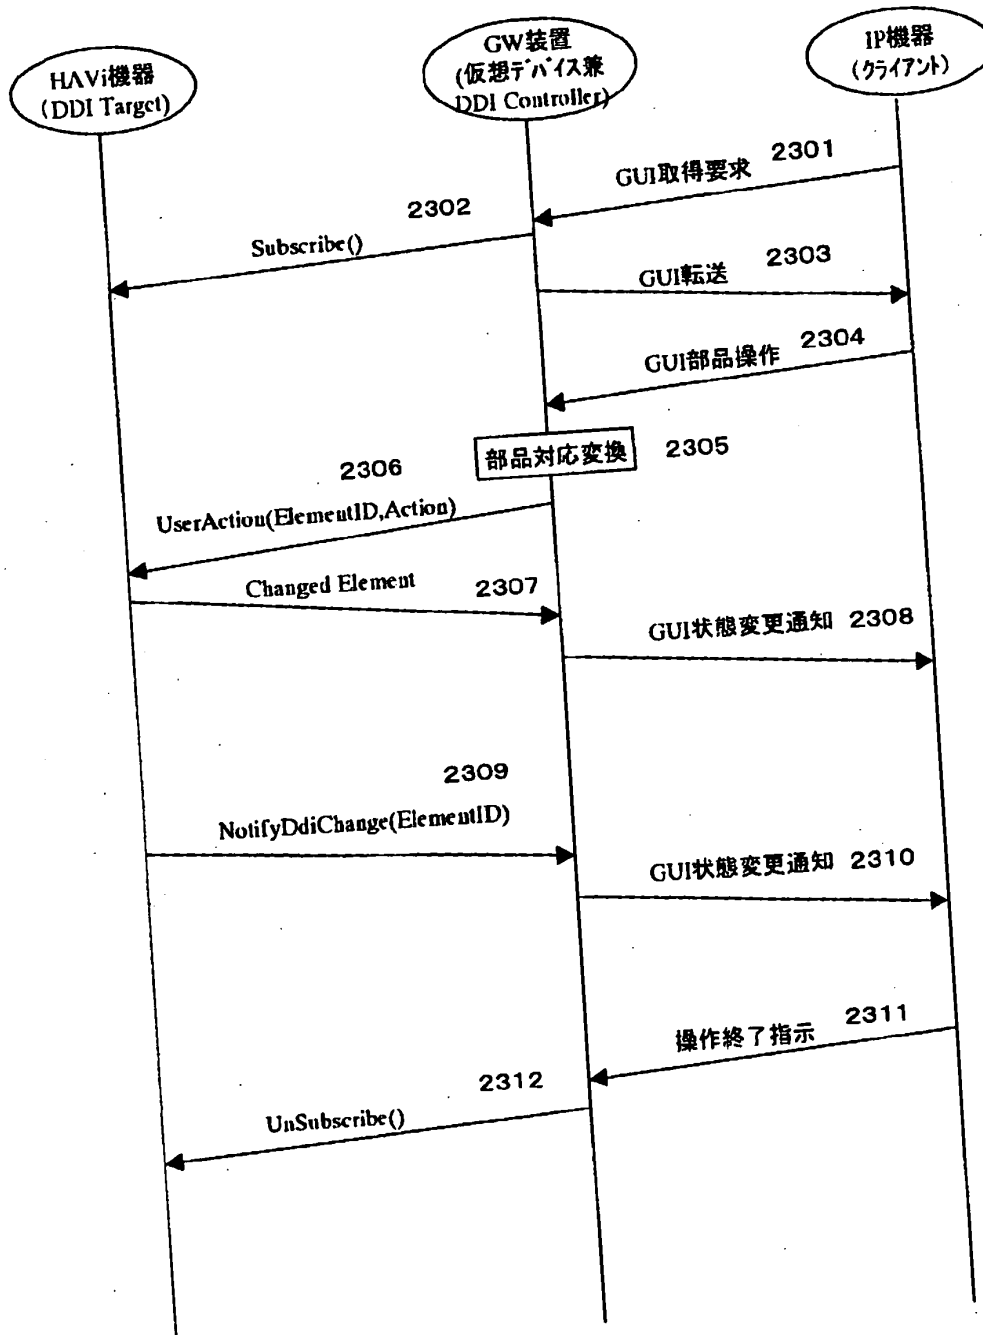 HAVi機器
(DDI Target)
GW装置
(仮想デバイス兼
DDI Controller)
IP機器
(クライアント)
GUI取得要求 2301
2302
Subscribe()
GUI転送 2303
GUI部品操作 2304
部品対応変換 2305
2306
UserAction(ElementID,Action)
Changed Element 2307
GUI状態変更通知 2308
2309
NotifyDdiChange(ElementID)
GUI状態変更通知 2310
操作終了指示 2311
2312
UnSubscribe()